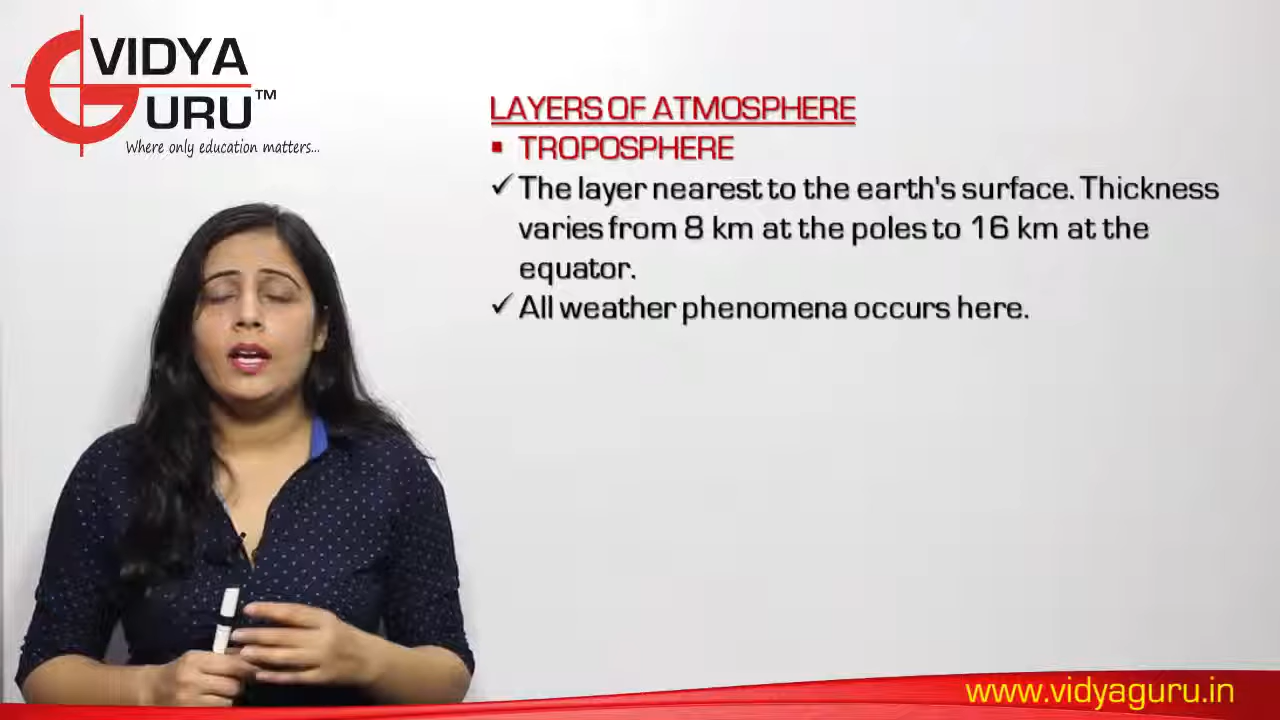 VIDYA
GURU™
Where only education matters...
LAYERS OF ATMOSPHERE
▪ TROPOSPHERE
✓ The layer nearest to the earth's surface. Thickness
varies from 8 km at the poles to 16 km at the
equator.
✓ All weather phenomena occurs here.
www.vidyaguru.in